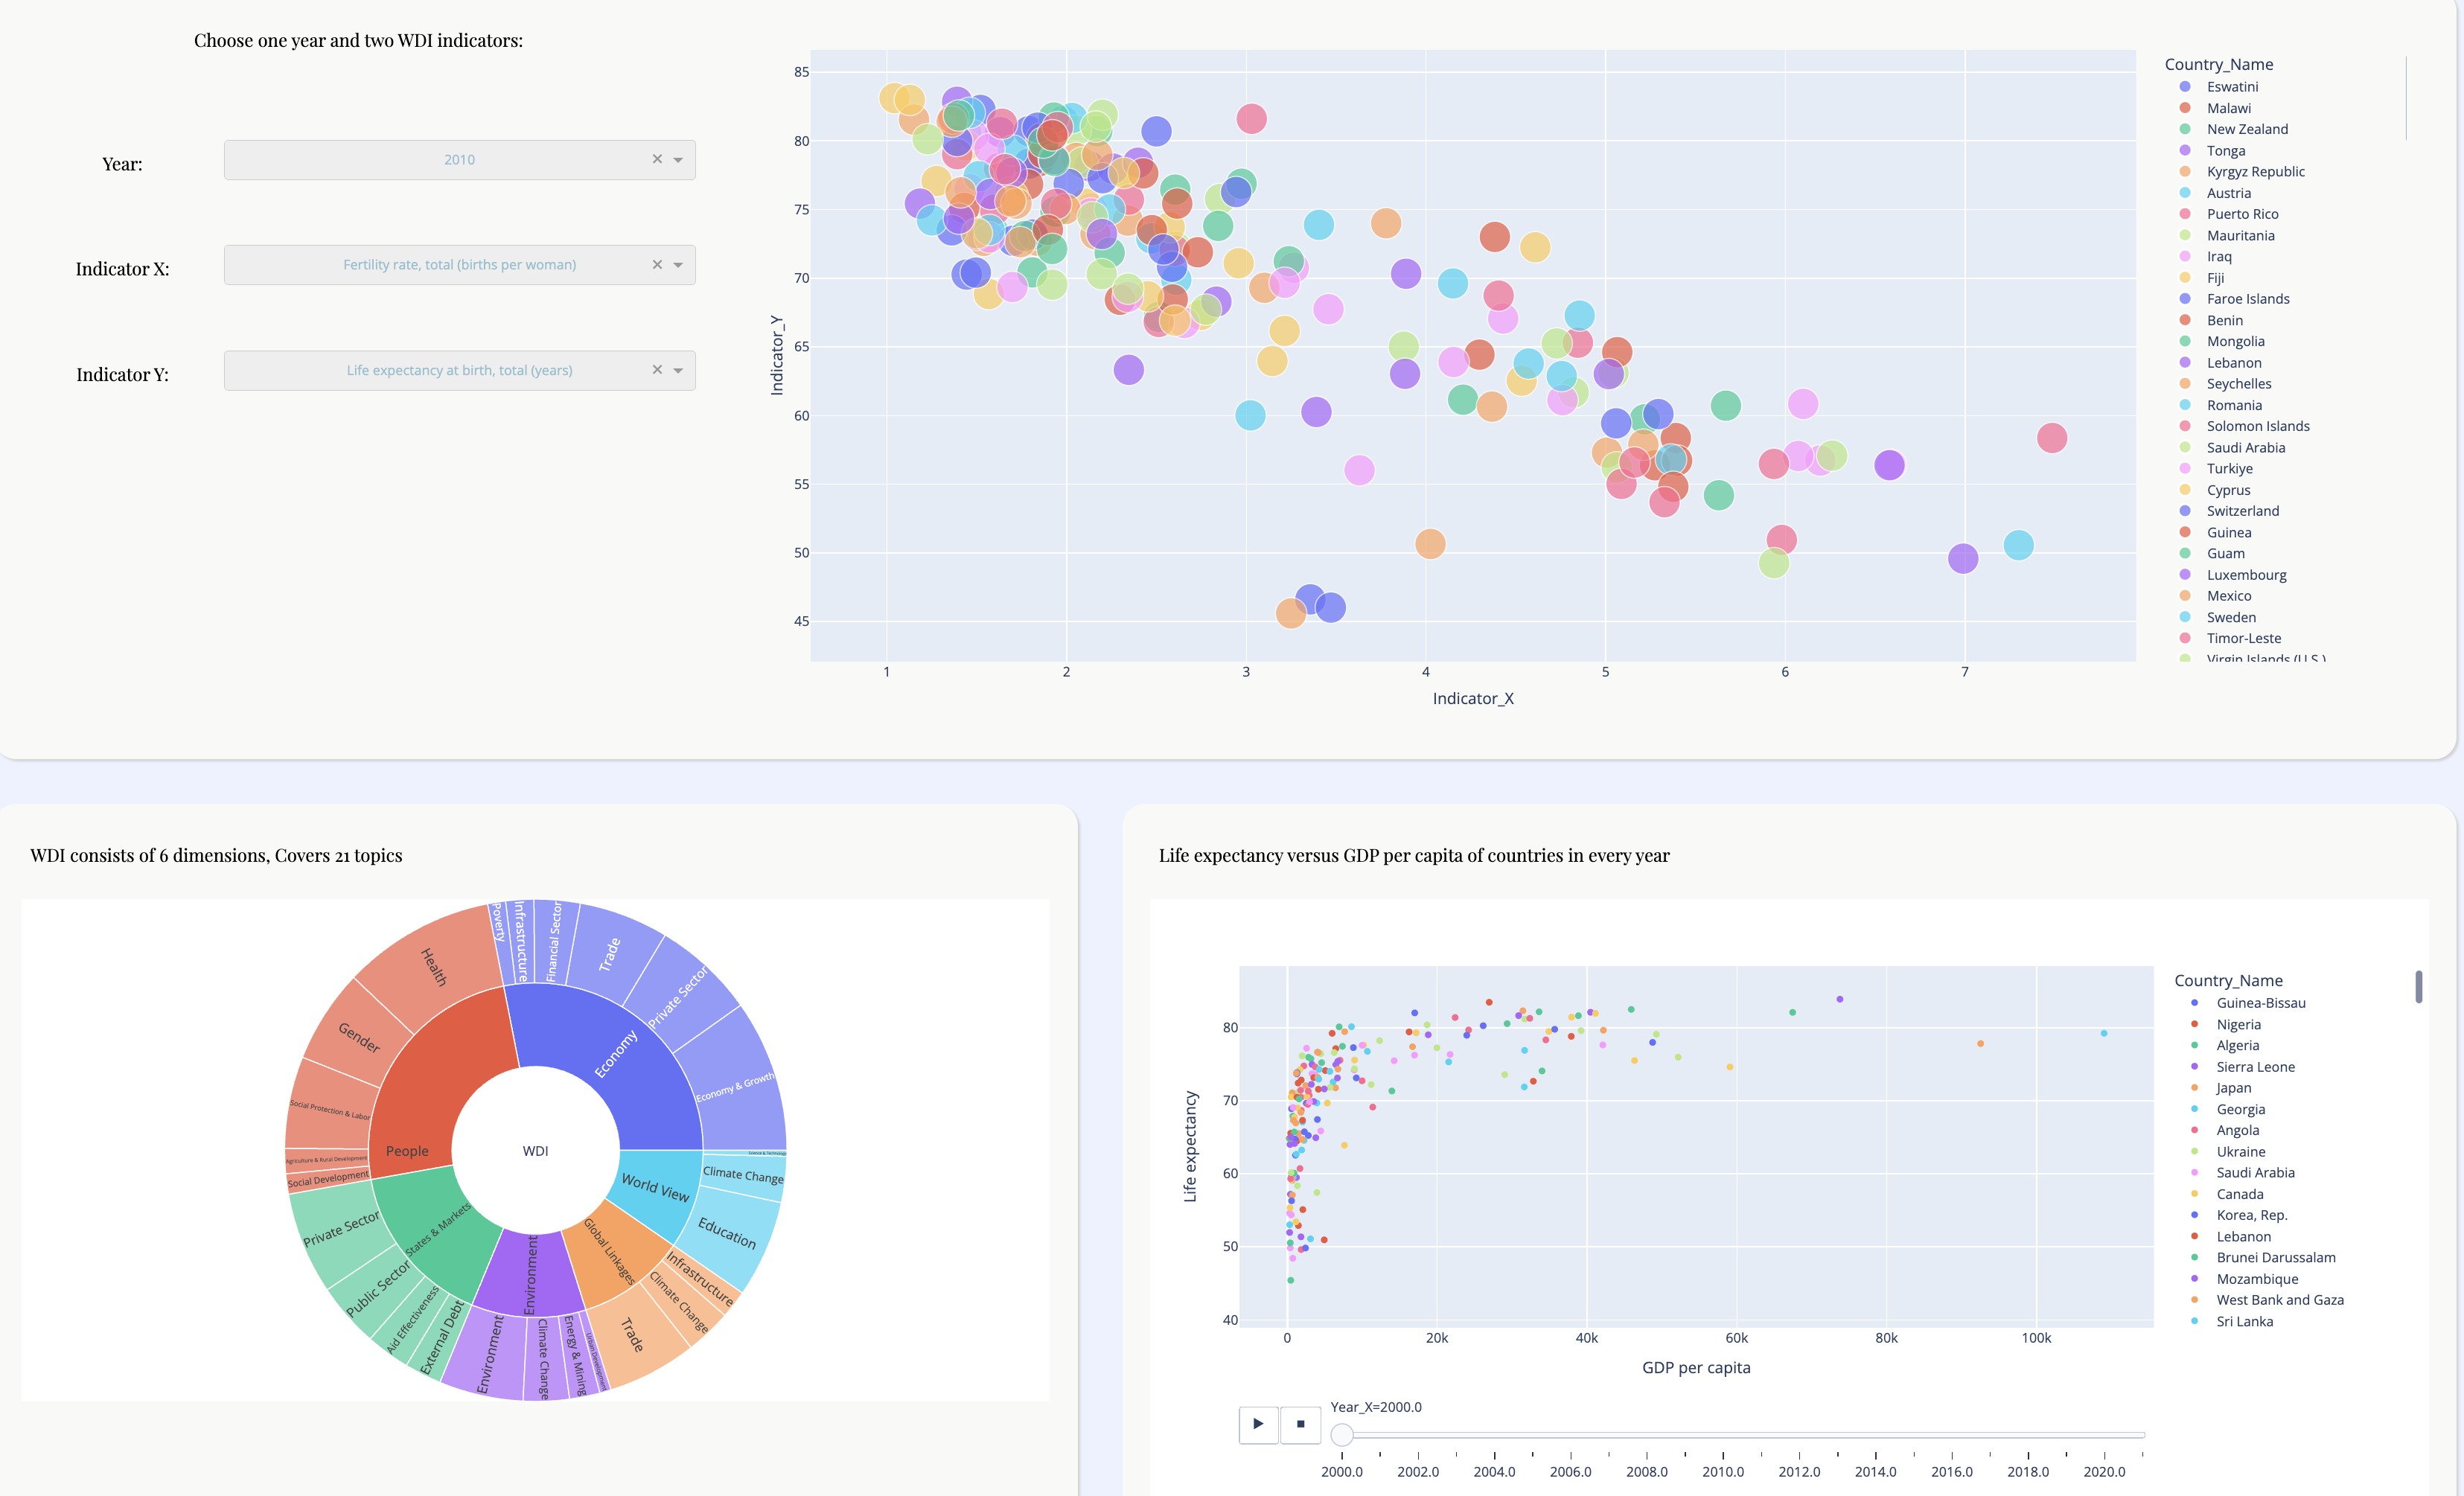 Choose one year and two WDI indicators:
Year:
2010
Indicator X:
Fertility rate, total (births per woman)
Indicator Y:
Life expectancy at birth, total (years)
85
80
75
70
65
60
55
50
45
Indicator_Y
1
2
3
4
5
6
7
Indicator_X
Country_Name
Eswatini
Malawi
New Zealand
Tonga
Kyrgyz Republic
Austria
Puerto Rico
Mauritania
Iraq
Fiji
Faroe Islands
Benin
Mongolia
Lebanon
Seychelles
Romania
Solomon Islands
Saudi Arabia
Turkiye
Cyprus
Switzerland
Guinea
Guam
Luxembourg
Mexico
Sweden
Timor-Leste
Virgin Islands (U.S.)
WDI consists of 6 dimensions, Covers 21 topics
WDI
Economy
World View
Global Linkages
Environment
States & Markets
People
Poverty
Infrastructure
Financial Sector
Trade
Private Sector
Economy & Growth
Science & Technology
Climate Change
Education
Infrastructure
Climate Change
Trade
Urban Development
Energy & Mining
Climate Change
Environment
External Debt
Aid Effectiveness
Public Sector
Private Sector
Social Development
Agriculture & Rural Development
Social Protection & Labor
Gender
Health
Life expectancy versus GDP per capita of countries in every year
80
70
60
50
40
Life expectancy
0
20k
40k
60k
80k
100k
GDP per capita
Country_Name
Guinea-Bissau
Nigeria
Algeria
Sierra Leone
Japan
Georgia
Angola
Ukraine
Saudi Arabia
Canada
Korea, Rep.
Lebanon
Brunei Darussalam
Mozambique
West Bank and Gaza
Sri Lanka
Year_X=2000.0
2000.0
2002.0
2004.0
2006.0
2008.0
2010.0
2012.0
2014.0
2016.0
2018.0
2020.0